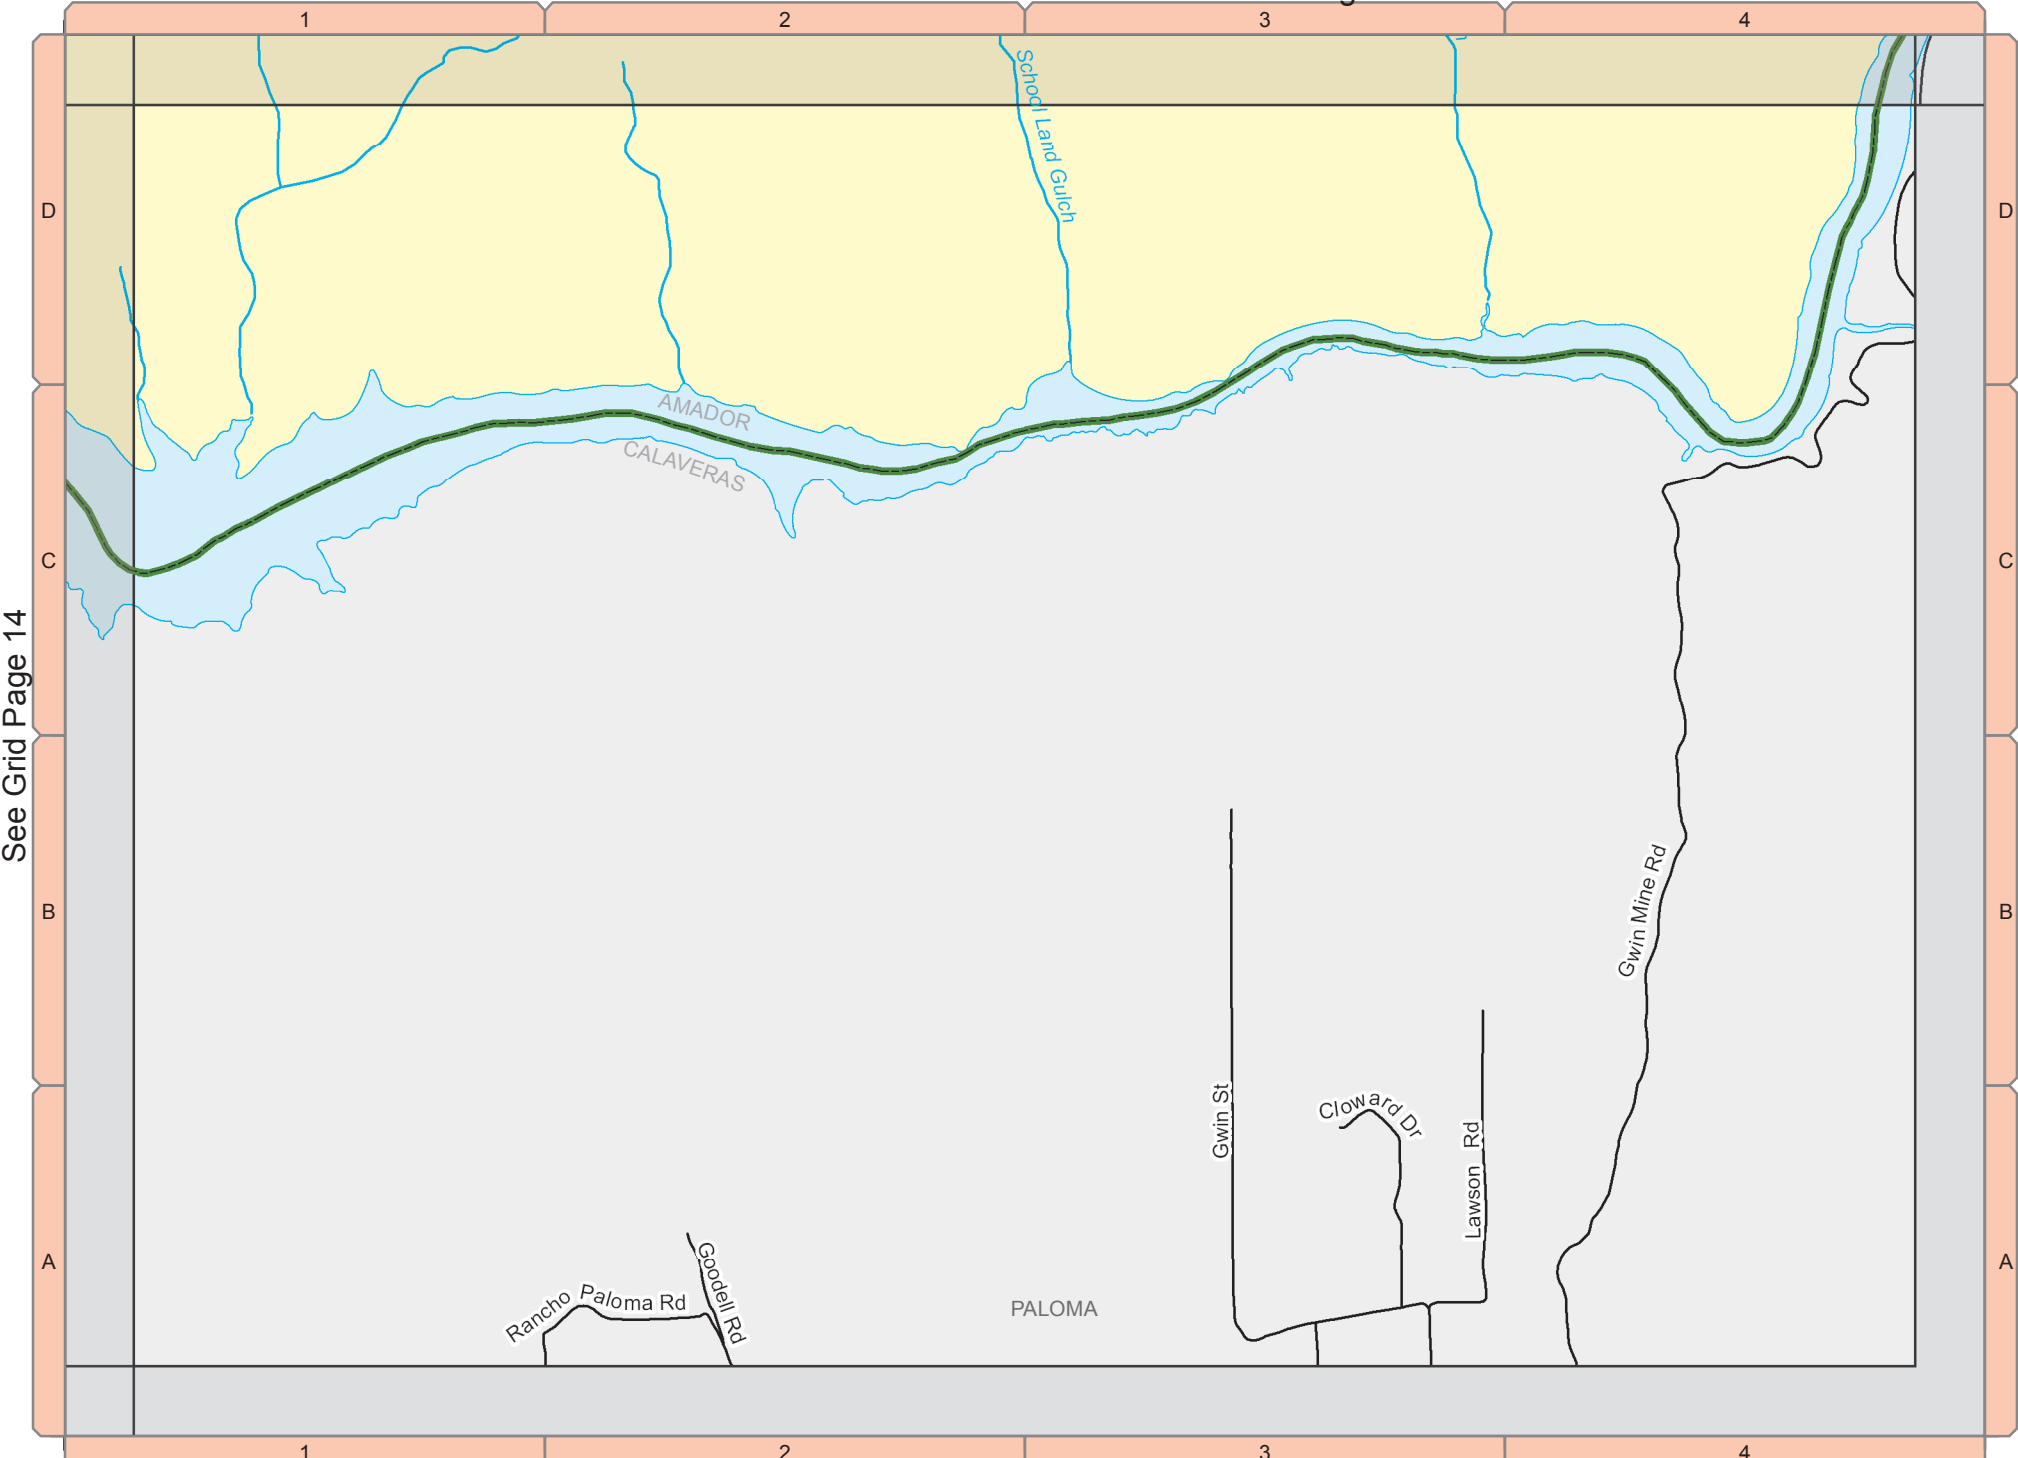 1 2 3 4
D D
School Land Gulch
AMADOR
CALAVERAS
C C
See Grid Page 14
B B
Gwin Mine Rd
Gwin St
Cloward Dr
Lawson Rd
A A
Goodell Rd
Rancho Paloma Rd
PALOMA
1 2 3 4